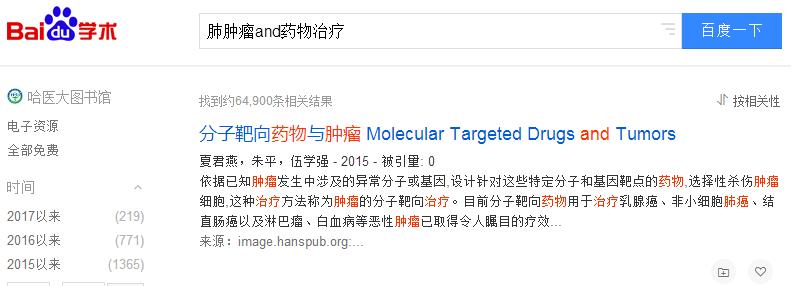 Baidu学术
肺肿瘤and药物治疗
百度一下
哈医大图书馆
电子资源
全部免费
时间
2017以来 (219)
2016以来 (771)
2015以来 (1365)
找到约64,900条相关结果
按相关性
分子靶向药物与肿瘤 Molecular Targeted Drugs and Tumors
夏君燕，朱平，伍学强 - 2015 - 被引量: 0
依据已知肿瘤发生中涉及的异常分子或基因,设计针对这些特定分子和基因靶点的药物,选择性杀伤肿瘤
细胞,这种治疗方法称为肿瘤的分子靶向治疗。目前分子靶向药物用于治疗乳腺癌、非小细胞肺癌、结
直肠癌以及淋巴瘤、白血病等恶性肿瘤已取得令人瞩目的疗效...
来源：image.hanspub.org:...